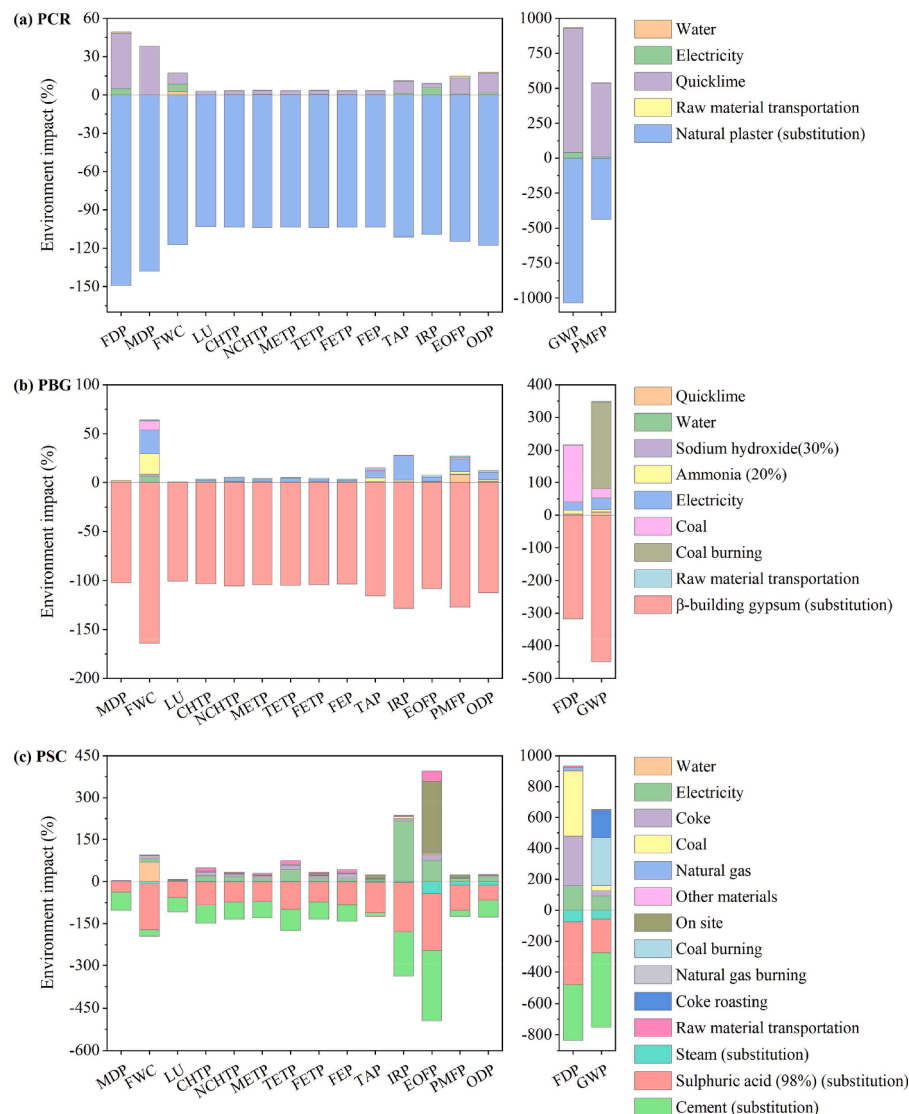 (a) PCR
Environment impact (%)
60
30
0
-30
-60
-90
-120
-150
FDP
MDP
FWC
LU
CHTP
NCHTP
METP
TETP
FETP
FEP
TAP
IRP
EOFP
ODP
1000
750
500
250
0
-250
-500
-750
-1000
GWP
PMFP
Water
Electricity
Quicklime
Raw material transportation
Natural plaster (substitution)
(b) PBG
Environment impact (%)
100
50
0
-50
-100
-150
-200
MDP
FWC
LU
CHTP
NCHTP
METP
TETP
FETP
FEP
TAP
IRP
EOFP
PMFP
ODP
400
300
200
100
0
-100
-200
-300
-400
-500
FDP
GWP
Quicklime
Water
Sodium hydroxide(30%)
Ammonia (20%)
Electricity
Coal
Coal burning
Raw material transportation
β-building gypsum (substitution)
(c) PSC
Environment impact (%)
450
300
150
0
-150
-300
-450
-600
MDP
FWC
LU
CHTP
NCHTP
METP
TETP
FETP
FEP
TAP
IRP
EOFP
PMFP
ODP
1000
800
600
400
200
0
-200
-400
-600
-800
FDP
GWP
Water
Electricity
Coke
Coal
Natural gas
Other materials
On site
Coal burning
Natural gas burning
Coke roasting
Raw material transportation
Steam (substitution)
Sulphuric acid (98%) (substitution)
Cement (substitution)